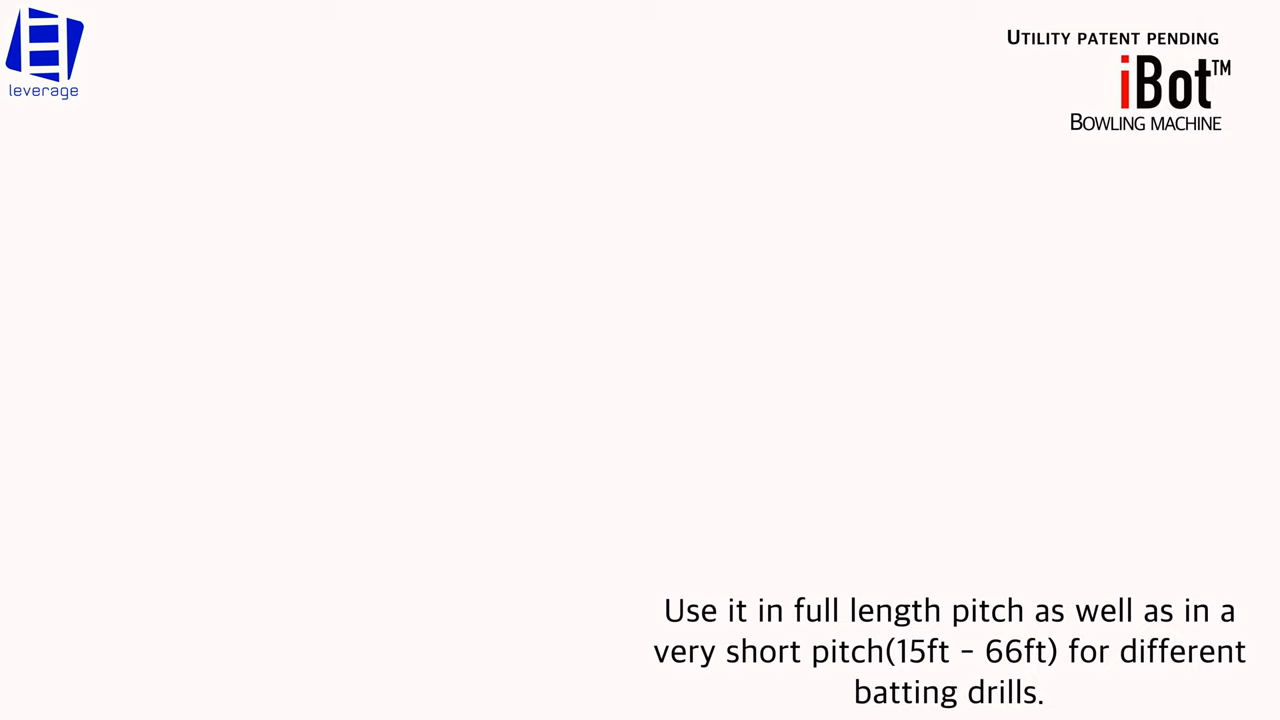 leverage
UTILITY PATENT PENDING
iBot™
BOWLING MACHINE
Use it in full length pitch as well as in a
very short pitch(15ft - 66ft) for different
batting drills.